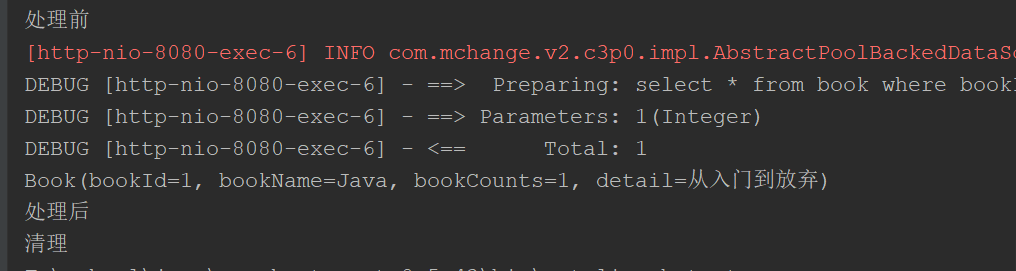 处理前
[http-nio-8080-exec-6] INFO com.mchange.v2.c3p0.impl.AbstractPoolBackedDataSo
DEBUG [http-nio-8080-exec-6] - ==>  Preparing: select * from book where book
DEBUG [http-nio-8080-exec-6] - ==> Parameters: 1(Integer)
DEBUG [http-nio-8080-exec-6] - <==      Total: 1
Book(bookId=1, bookName=Java, bookCounts=1, detail=从入门到放弃)
处理后
清理